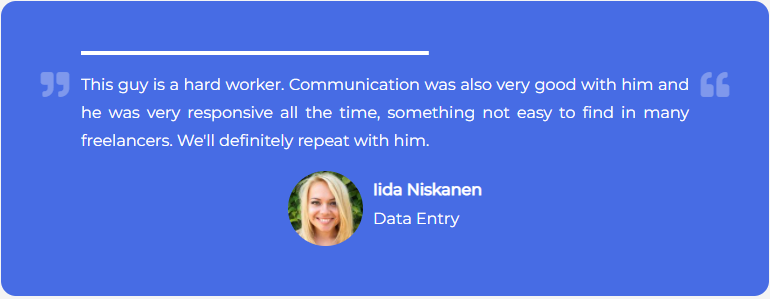 This guy is a hard worker. Communication was also very good with him and
he was very responsive all the time, something not easy to find in many
freelancers. We'll definitely repeat with him.
Iida Niskanen
Data Entry